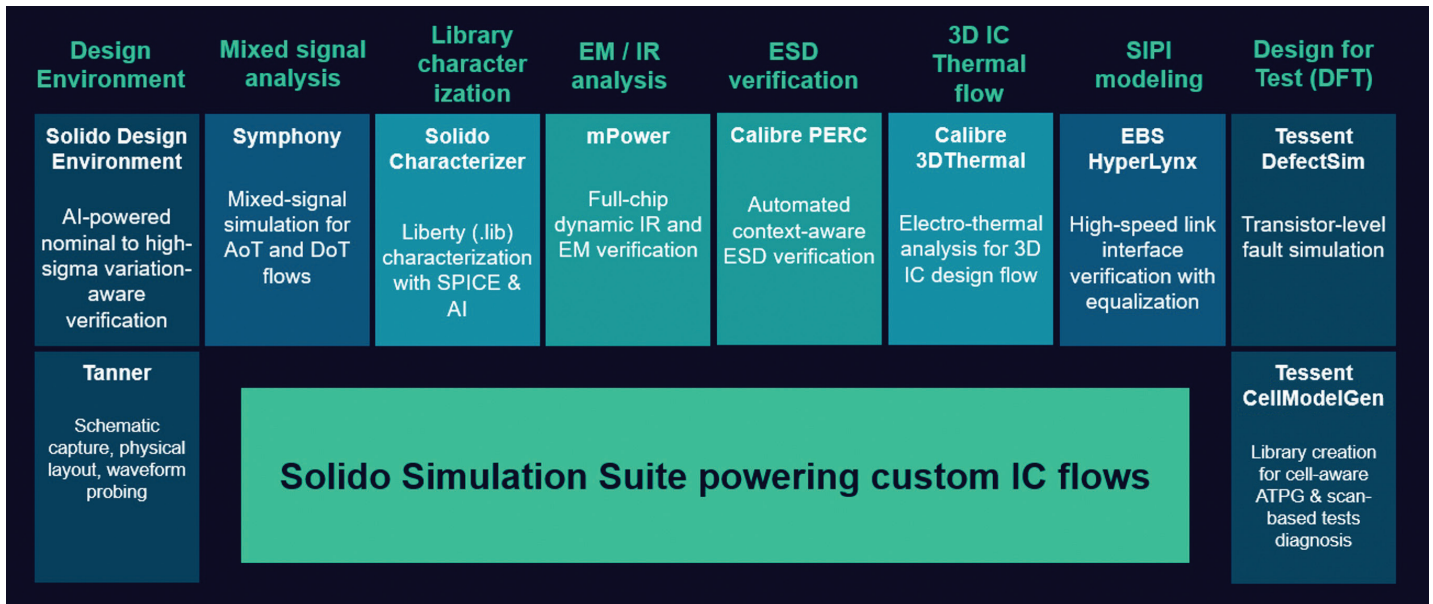 Design
Environment
Mixed signal
analysis
Library
character
ization
EM / IR
analysis
ESD
verification
3D IC
Thermal
flow
SIPI
modeling
Design for
Test (DFT)
Solido Design
Environment
AI-powered
nominal to high-
sigma variation-
aware
verification
Symphony
Mixed-signal
simulation for
AoT and DoT
flows
Solido
Characterizer
Liberty (.lib)
characterization
with SPICE &
AI
mPower
Full-chip
dynamic IR and
EM verification
Calibre PERC
Automated
context-aware
ESD verification
Calibre
3DThermal
Electro-thermal
analysis for 3D
IC design flow
EBS
HyperLynx
High-speed link
interface
verification with
equalization
Tessent
DefectSim
Transistor-level
fault simulation
Tanner
Schematic
capture, physical
layout, waveform
probing
Solido Simulation Suite powering custom IC flows
Tessent
CellModelGen
Library creation
for cell-aware
ATPG & scan-
based tests
diagnosis